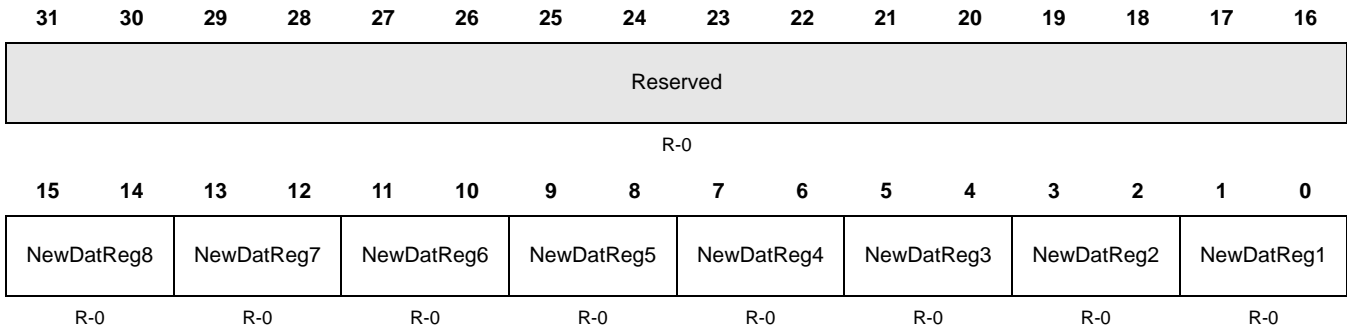 31 30 29 28 27 26 25 24 23 22 21 20 19 18 17 16
Reserved
R-0
15 14 13 12 11 10 9 8 7 6 5 4 3 2 1 0
NewDatReg8 NewDatReg7 NewDatReg6 NewDatReg5 NewDatReg4 NewDatReg3 NewDatReg2 NewDatReg1
R-0 R-0 R-0 R-0 R-0 R-0 R-0 R-0